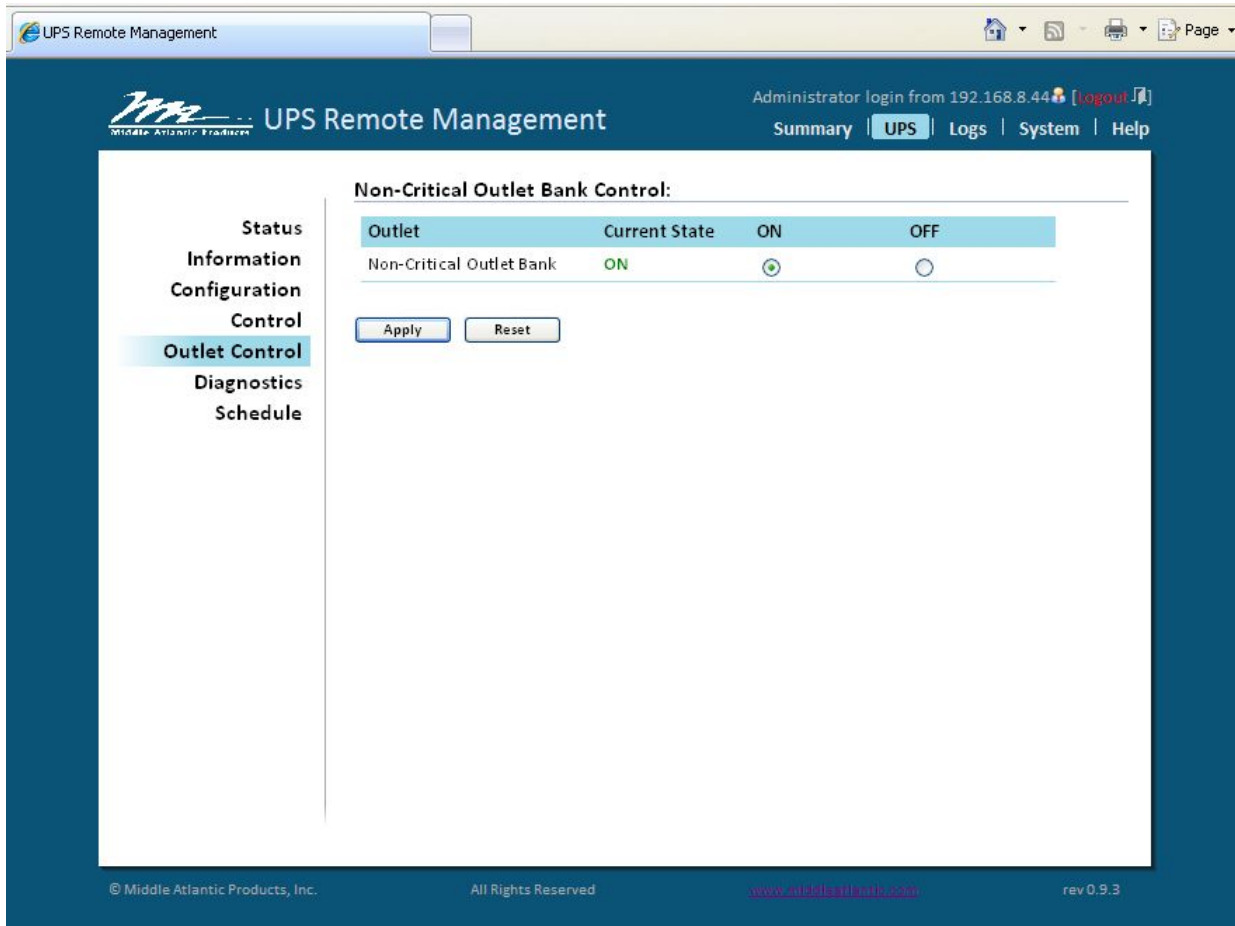 UPS Remote Management
Page
Middle Atlantic Products
UPS Remote Management
Administrator login from 192.168.8.44 [Logout]
Summary | UPS | Logs | System | Help
Non-Critical Outlet Bank Control:
Status
Information
Configuration
Control
Outlet Control
Diagnostics
Schedule
Outlet Current State ON OFF
Non-Critical Outlet Bank ON
Apply Reset
© Middle Atlantic Products, Inc. All Rights Reserved www.middleatlantic.com rev 0.9.3